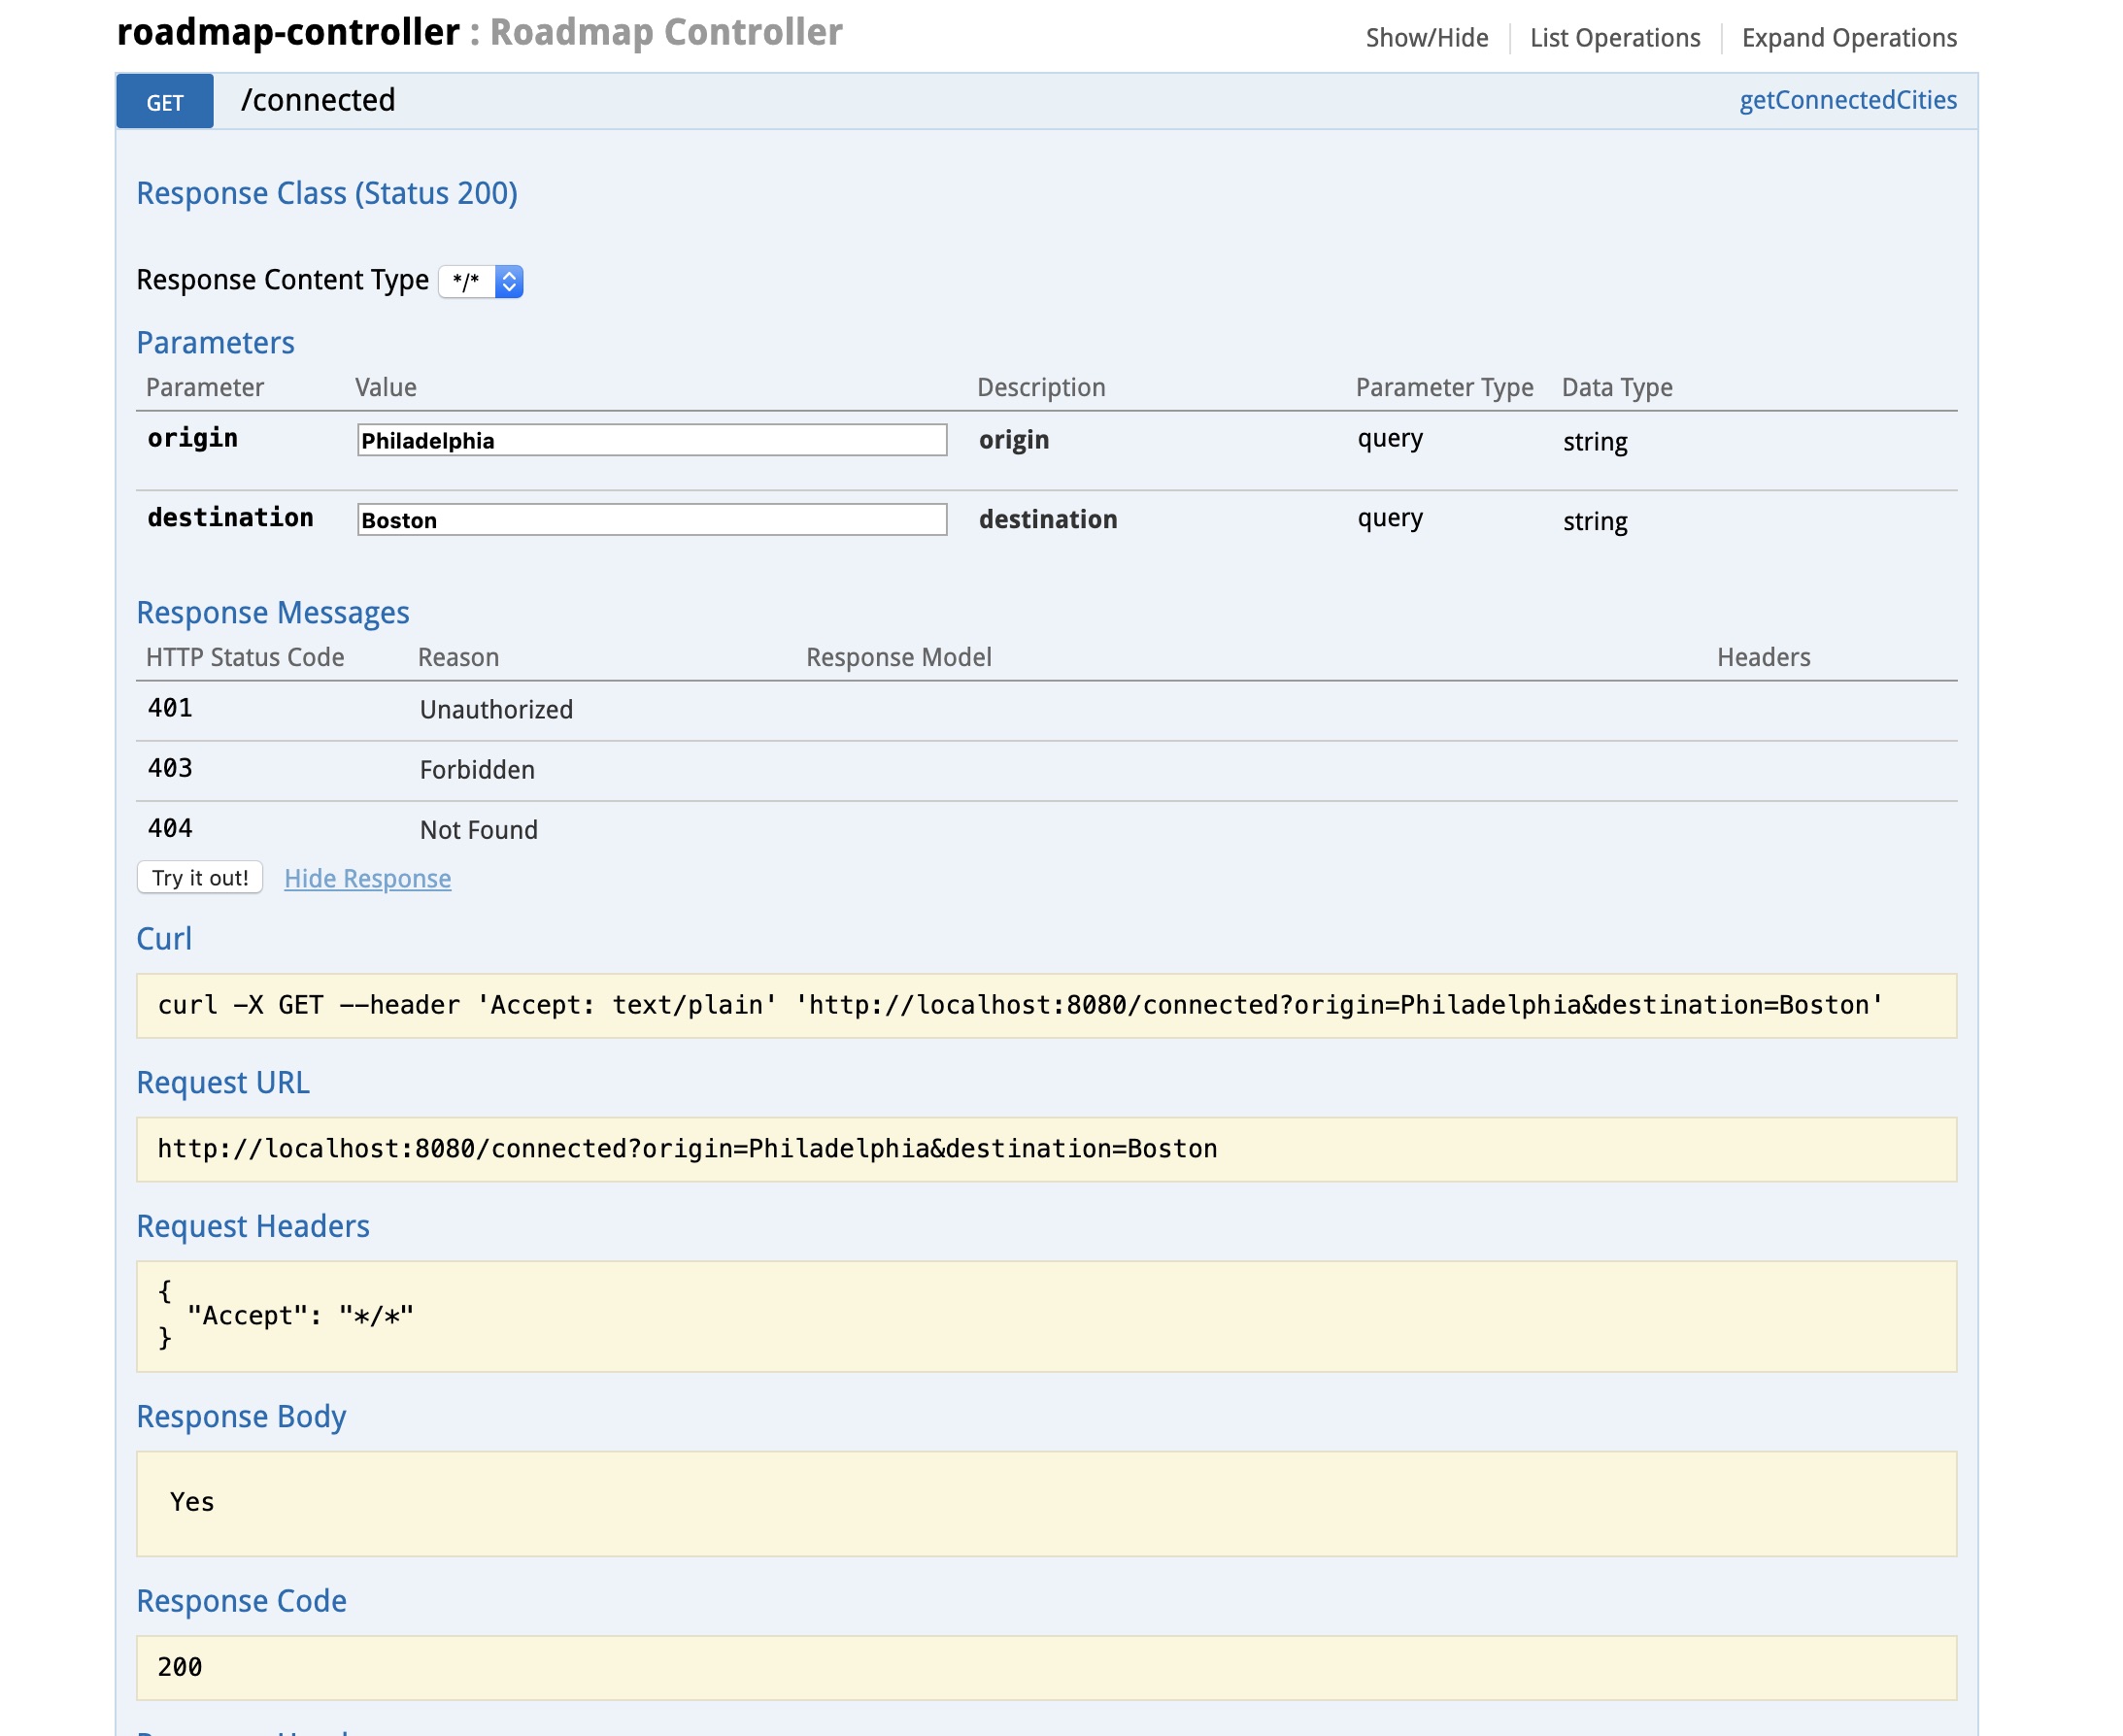 roadmap-controller : Roadmap Controller
Show/Hide List Operations Expand Operations
GET /connected getConnectedCities
Response Class (Status 200)
Response Content Type */*
Parameters
Parameter Value Description Parameter Type Data Type
origin Philadelphia origin query string
destination Boston destination query string
Response Messages
HTTP Status Code Reason Response Model Headers
401 Unauthorized
403 Forbidden
404 Not Found
Try it out! Hide Response
Curl
curl -X GET --header 'Accept: text/plain' 'http://localhost:8080/connected?origin=Philadelphia&destination=Boston'
Request URL
http://localhost:8080/connected?origin=Philadelphia&destination=Boston
Request Headers
{
"Accept": "*/*"
}
Response Body
Yes
Response Code
200